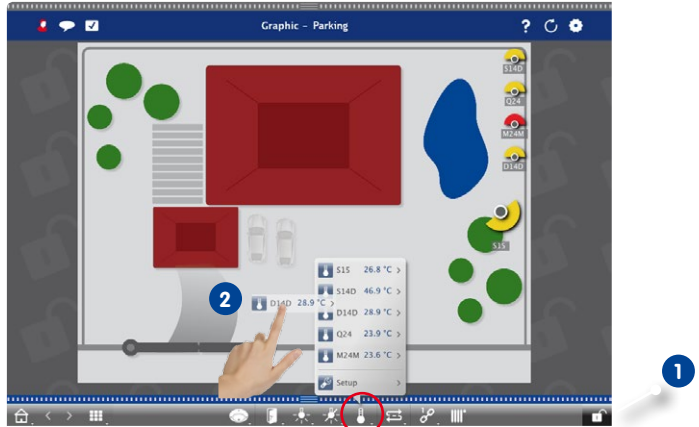 Graphic – Parking
?
S14D
Q24
M24M
D14D
S15
S15 26.8 °C >
S14D 46.9 °C >
D14D 28.9 °C >
D14D 28.9 °C >
Q24 23.9 °C >
M24M 23.6 °C >
Setup >
2
1